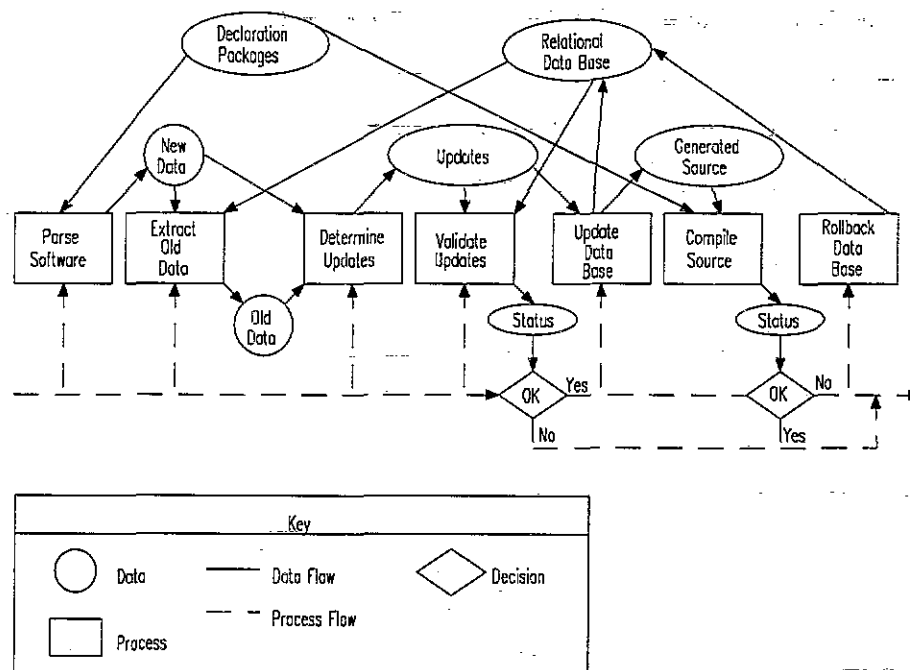 Declaration
Packages
Relational
Data Base
New
Data
Updates
Generated
Source
Parse
Software
Extract
Old
Data
Determine
Updates
Validate
Updates
Update
Data
Base
Compile
Source
Rollback
Data
Base
Old
Data
Status
Status
OK
Yes
No
OK
No
Yes
Key
Data
Data Flow
Decision
Process Flow
Process